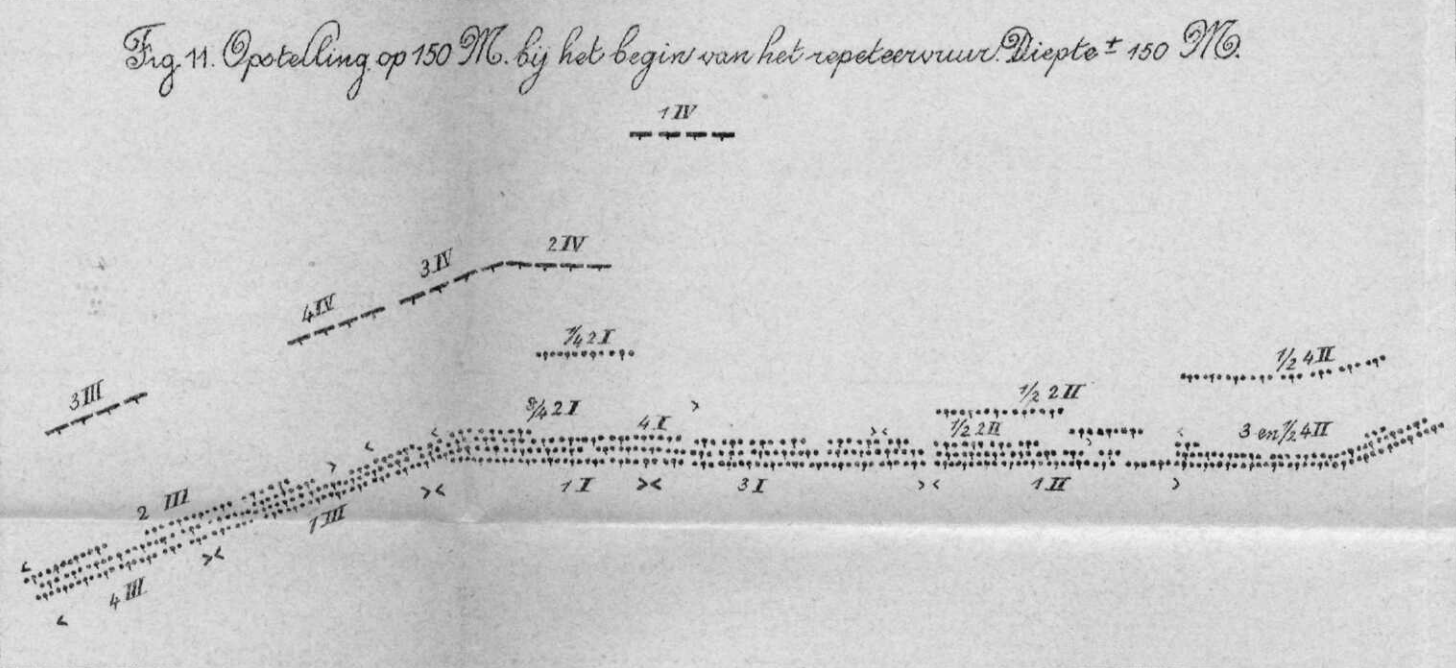 Fig. 11. Opstelling op 150 M. bij het begin van het repeteervuur. Diepte ± 150 M.
1 IV
2 IV
3 IV
4 IV
1/4 2 I
1/2 4 II
3 III
1/2 2 II
3/4 2 I
4 I
1/2 2 II
3 en 1/2 4 II
1 I
3 I
1 II
2 III
1 III
4 III